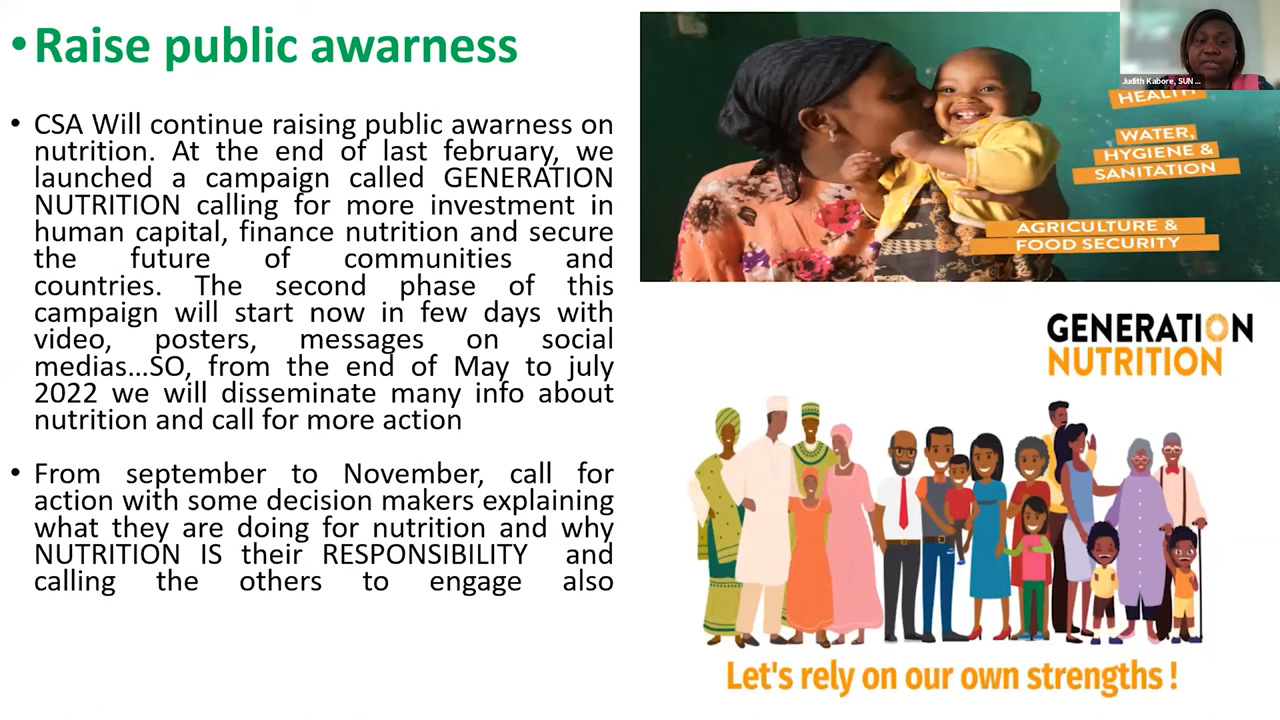 •Raise public awarness
• CSA Will continue raising public awarness on
nutrition. At the end of last february, we
launched a campaign called GENERATION
NUTRITION calling for more investment in
human capital, finance nutrition and secure
the future of communities and
countries. The second phase of this
campaign will start now in few days with
video, posters, messages on social
medias...SO, from the end of May to july
2022 we will disseminate many info about
nutrition and call for more action
• From september to November, call for
action with some decision makers explaining
what they are doing for nutrition and why
NUTRITION IS their RESPONSIBILITY and
calling the others to engage also
Judith Kabore, SUN ...
HEALTH
WATER,
HYGIENE &
SANITATION
AGRICULTURE &
FOOD SECURITY
GENERATION
NUTRITION
Let's rely on our own strengths !